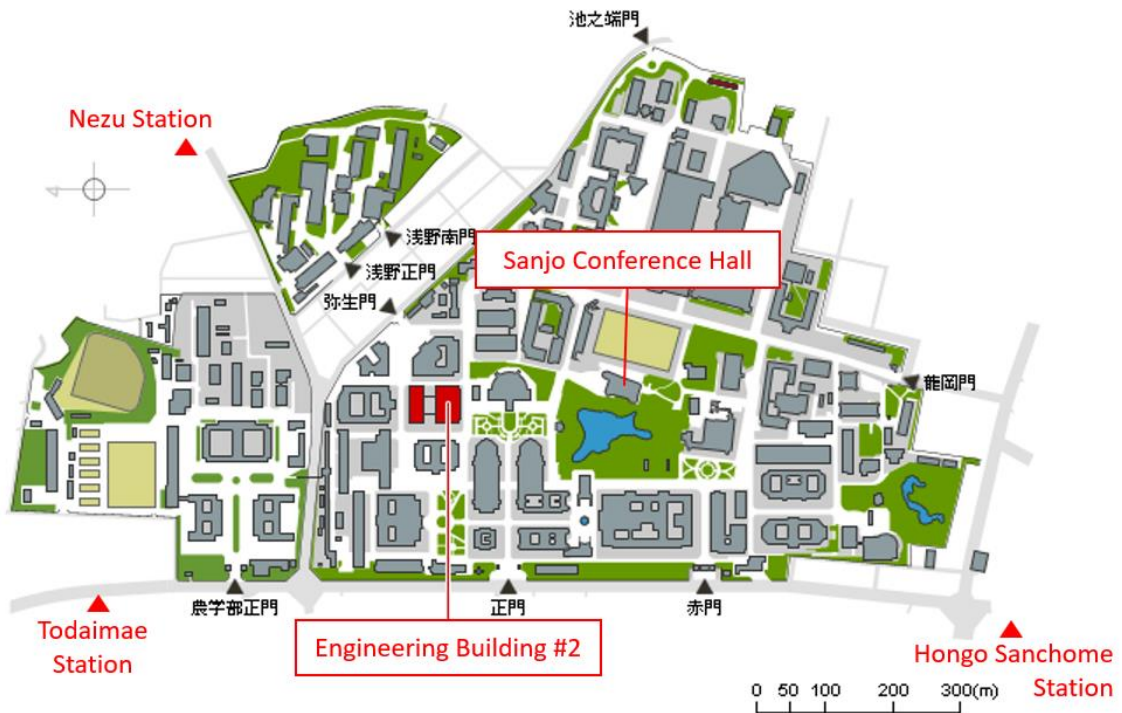 池之端門
Nezu Station
浅野南門
浅野正門
弥生門
Sanjo Conference Hall
龍岡門
農学部正門
正門
赤門
Todaimae
Station
Engineering Building #2
Hongo Sanchome
Station
0 50 100 200 300(m)